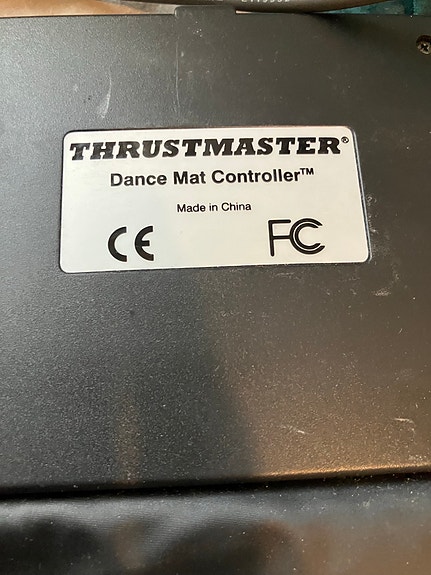 THRUSTMASTER®
Dance Mat Controller™
Made in China
CE FC